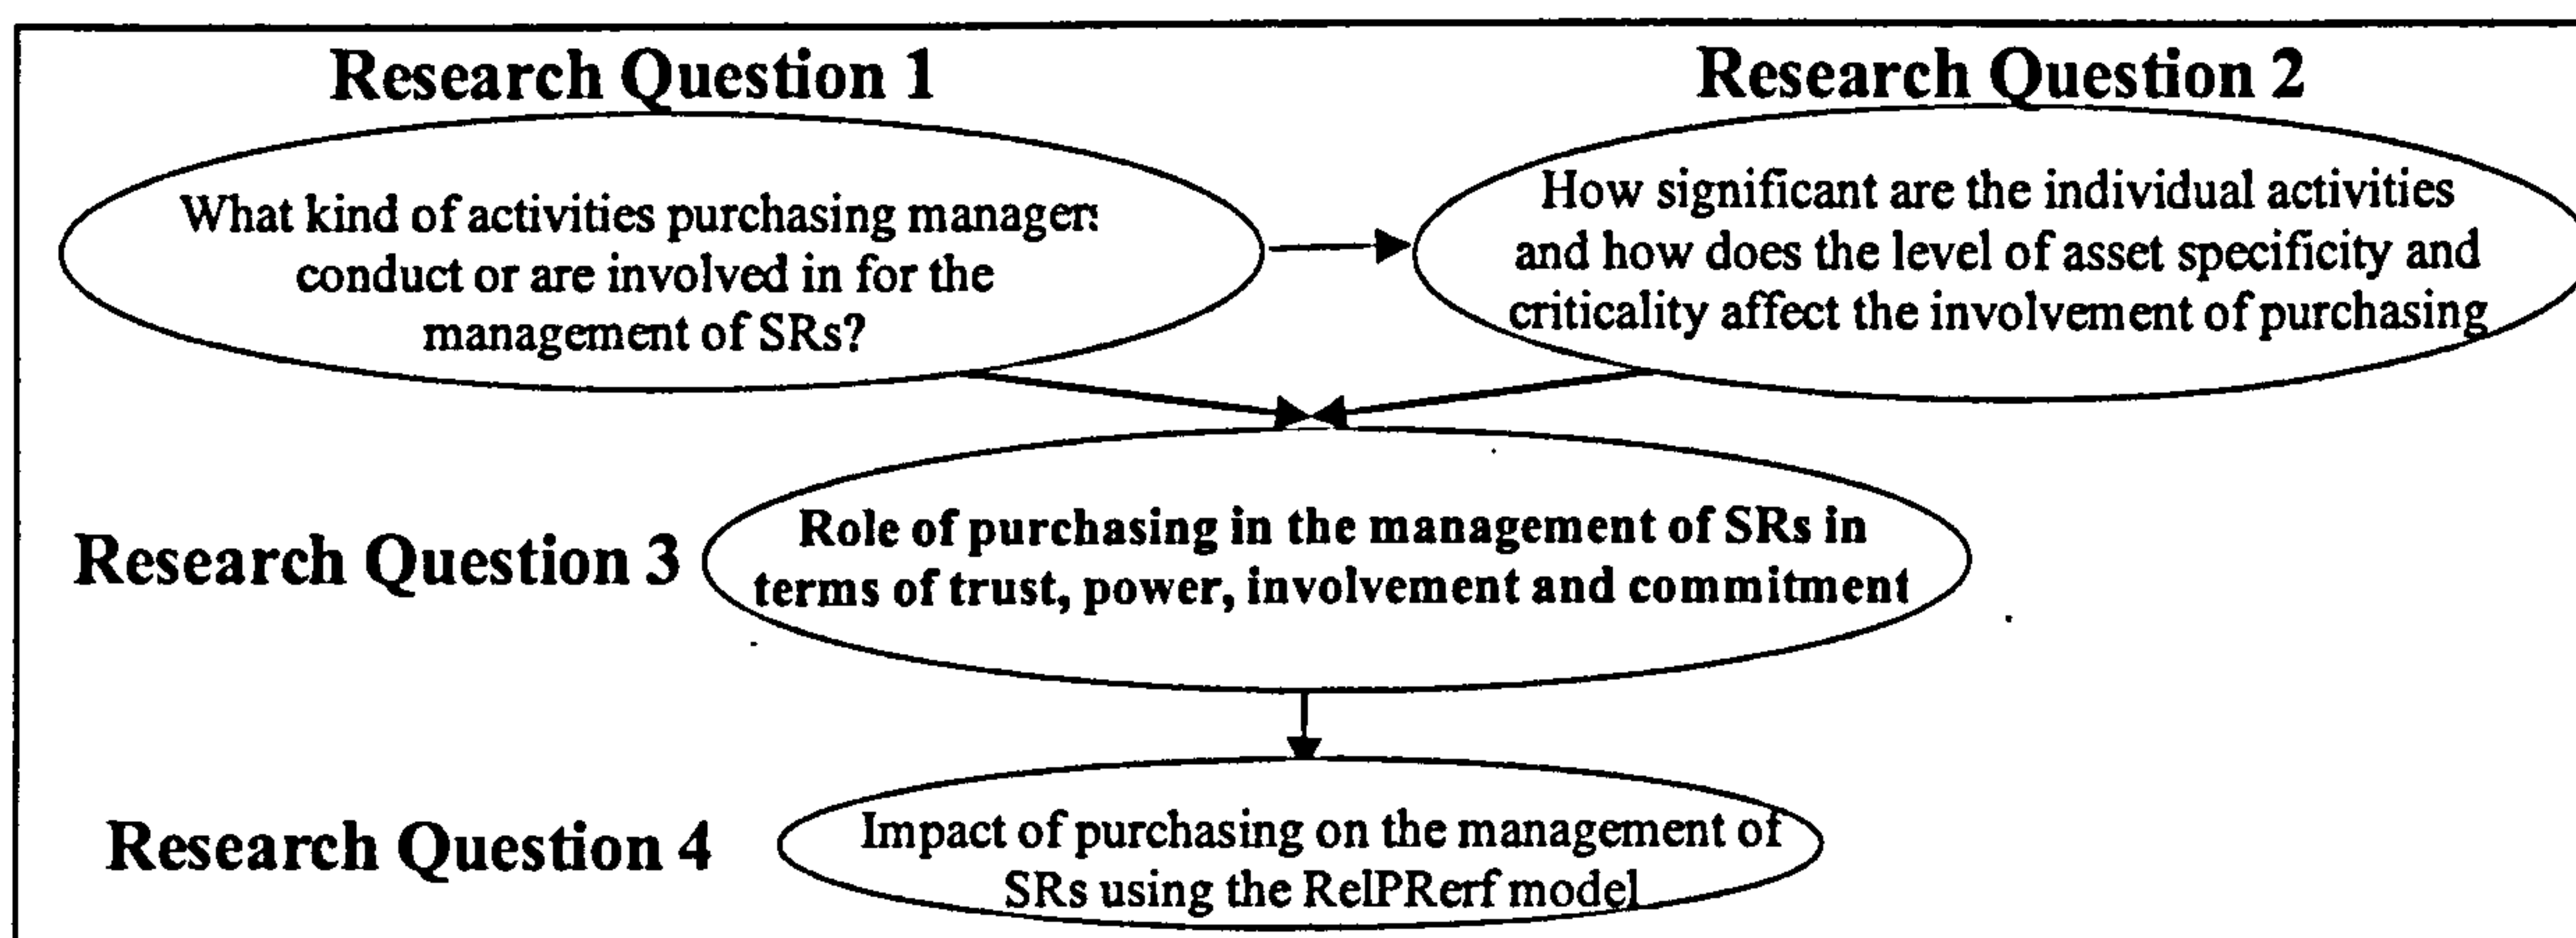 Research Question 1
What kind of activities purchasing managers
conduct or are involved in for the
management of SRs?
Research Question 2
How significant are the individual activities
and how does the level of asset specificity and
criticality affect the involvement of purchasing
Research Question 3
Role of purchasing in the management of SRs in
terms of trust, power, involvement and commitment
Research Question 4
Impact of purchasing on the management of
SRs using the RelPRerf model